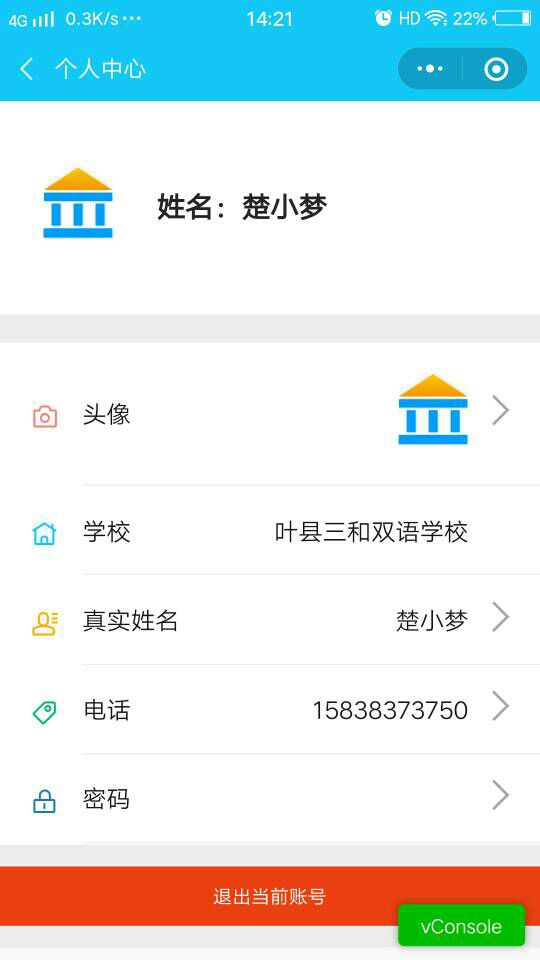 4G 0.3K/s 14:21 HD 22%
个人中心
姓名：楚小梦
头像
学校 叶县三和双语学校
真实姓名 楚小梦
电话 15838373750
密码
退出当前账号
vConsole